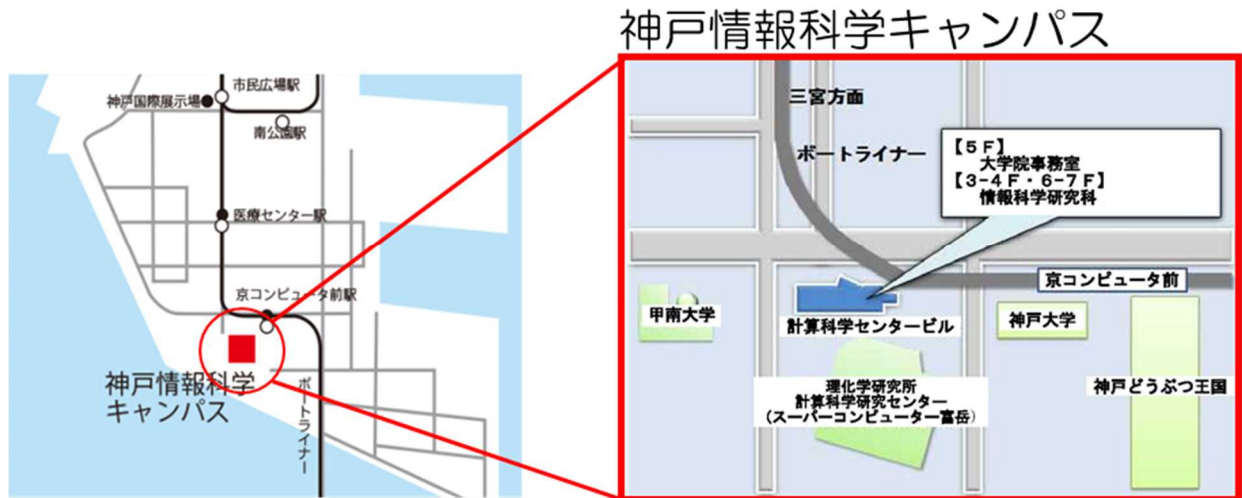 神戸情報科学キャンパス
市民広場駅
神戸国際展示場
南公園駅
医療センター駅
京コンピュータ前駅
神戸情報科学
キャンパス
ポートライナー
三宮方面
ポートライナー
【5F】
大学院事務室
【3-4F・6-7F】
情報科学研究科
京コンピュータ前
甲南大学
計算科学センタービル
神戸大学
理化学研究所
計算科学研究センター
(スーパーコンピューター富岳)
神戸どうぶつ王国